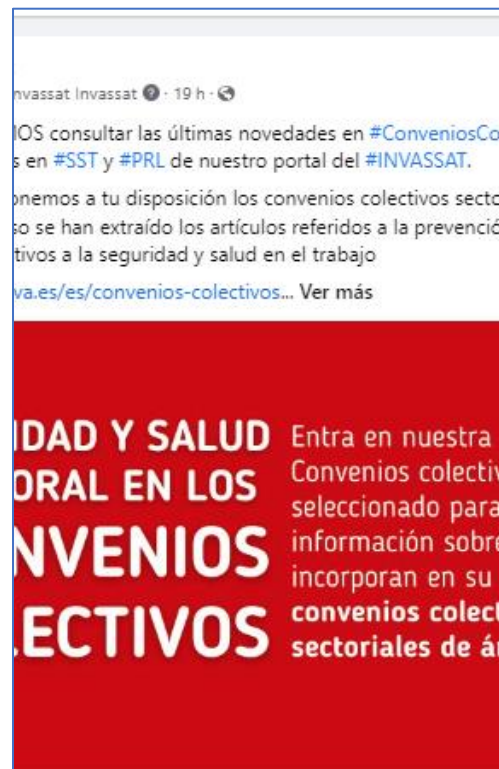 nvassat Invassat · 19 h ·
IOS consultar las últimas novedades en #ConveniosCo
s en #SST y #PRL de nuestro portal del #INVASSAT.
onemos a tu disposición los convenios colectivos secto
so se han extraído los artículos referidos a la prevenció
tivos a la seguridad y salud en el trabajo
va.es/es/convenios-colectivos... Ver más
IDAD Y SALUD
ORAL EN LOS
NVENIOS
LECTIVOS
Entra en nuestra
Convenios colectiv
seleccionado para
información sobre
incorporan en su
convenios colect
sectoriales de á